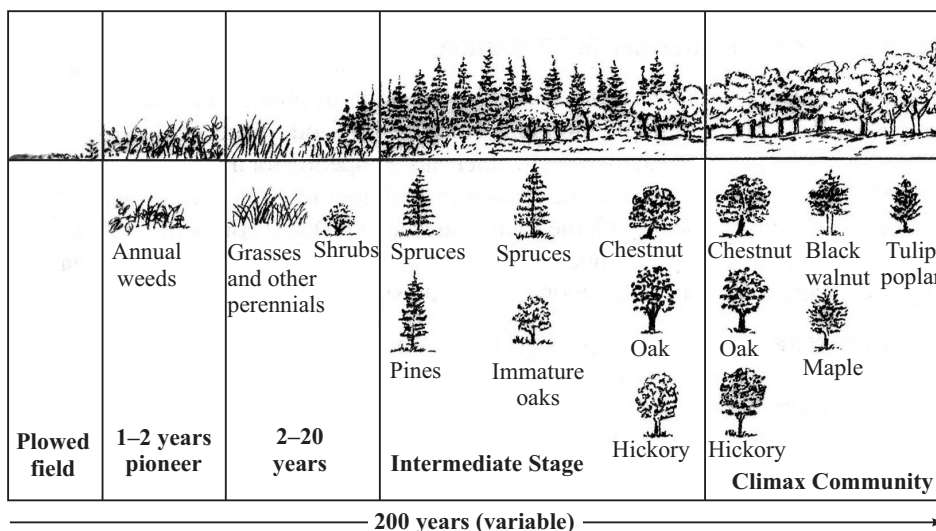 Annual
weeds
Grasses
and other
perennials
Shrubs
Spruces
Pines
Spruces
Immature
oaks
Chestnut
Oak
Hickory
Chestnut
Oak
Hickory
Black
walnut
Maple
Tulip
poplar
Plowed
field
1–2 years
pioneer
2–20
years
Intermediate Stage
Climax Community
200 years (variable)